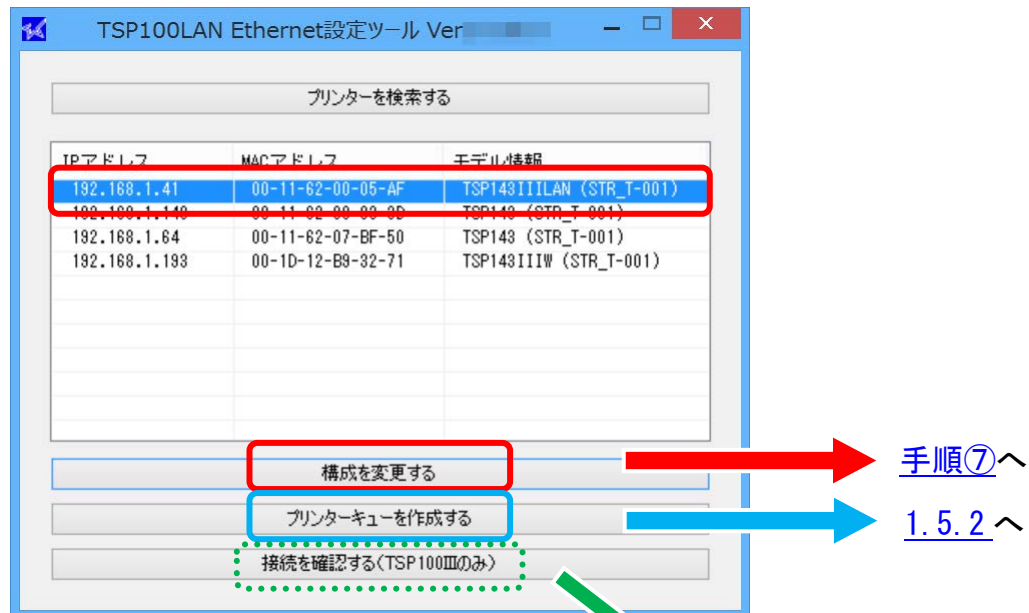 TSP100LAN Ethernet設定ツール Ver
プリンターを検索する
IPアドレス MACアドレス モデル情報
192.168.1.41 00-11-62-00-05-AF TSP143IIILAN (STR_T-001)
TSP143 (STR_T-001)
192.168.1.64 00-11-62-07-BF-50 TSP143 (STR_T-001)
192.168.1.193 00-1D-12-B9-32-71 TSP143IIIW (STR_T-001)
構成を変更する
手順⑦へ
プリンターキューを作成する
1.5.2へ
接続を確認する(TSP100Ⅲのみ)